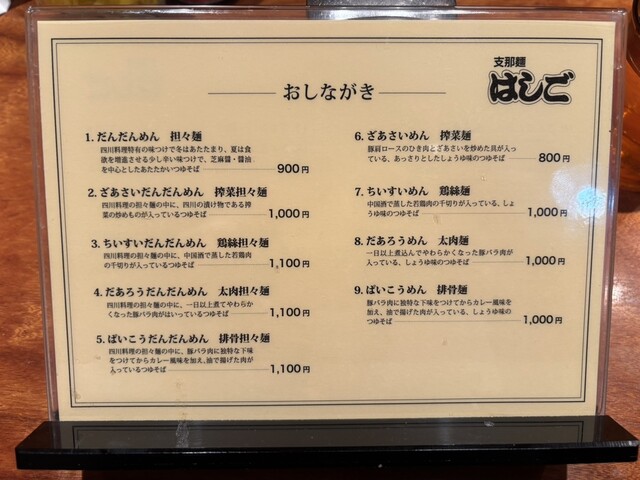 おしながき
支那麺
はしご
1. だんだんめん 担々麺
四川料理特有の味つけで冬はあたたまり、夏は食
欲を増進させる少し辛い味つけで、芝麻醤・醤油
を中心としたあたたかいつゆそば 900円
2. ざあさいだんだんめん 搾菜担々麺
四川料理の担々麺の中に、四川の漬け物である搾
菜の炒めものが入っているつゆそば 1,000円
3. ちいすいだんだんめん 鶏絲担々麺
四川料理の担々麺の中に、中国酒で蒸した若鶏肉
の千切りが入っているつゆそば 1,100円
4. だあろうだんだんめん 太肉担々麺
四川料理の担々麺の中に、一日以上煮てやわらか
くなった豚バラ肉がはいっているつゆそば 1,100円
5. ぱいこうだんだんめん 排骨担々麺
四川料理の担々麺の中に、豚バラ肉に独特な下味
をつけてからカレー風味を加え、油で揚げた肉が
入っているつゆそば 1,100円
6. ざあさいめん 搾菜麺
豚肩ロースのひき肉とざあさいを炒めた具が入っ
ている、あっさりとしたしょうゆ味のつゆそば 800円
7. ちいすいめん 鶏絲麺
中国酒で蒸した若鶏肉の千切りが入っている、しょ
うゆ味のつゆそば 1,000円
8. だあろうめん 太肉麺
一日以上煮込んでやわらかくなった豚バラ肉が
入っている、しょうゆ味のつゆそば 1,000円
9. ぱいこうめん 排骨麺
豚バラ肉に独特な下味をつけてからカレー風味を
加え、油で揚げた肉が入っている、しょうゆ味の
つゆそば 1,000円